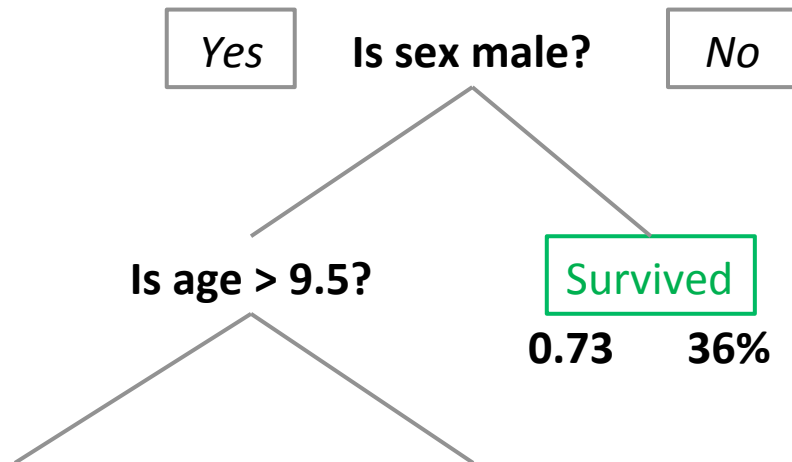 Yes
Is sex male?
No
Is age > 9.5?
Survived
0.73 36%